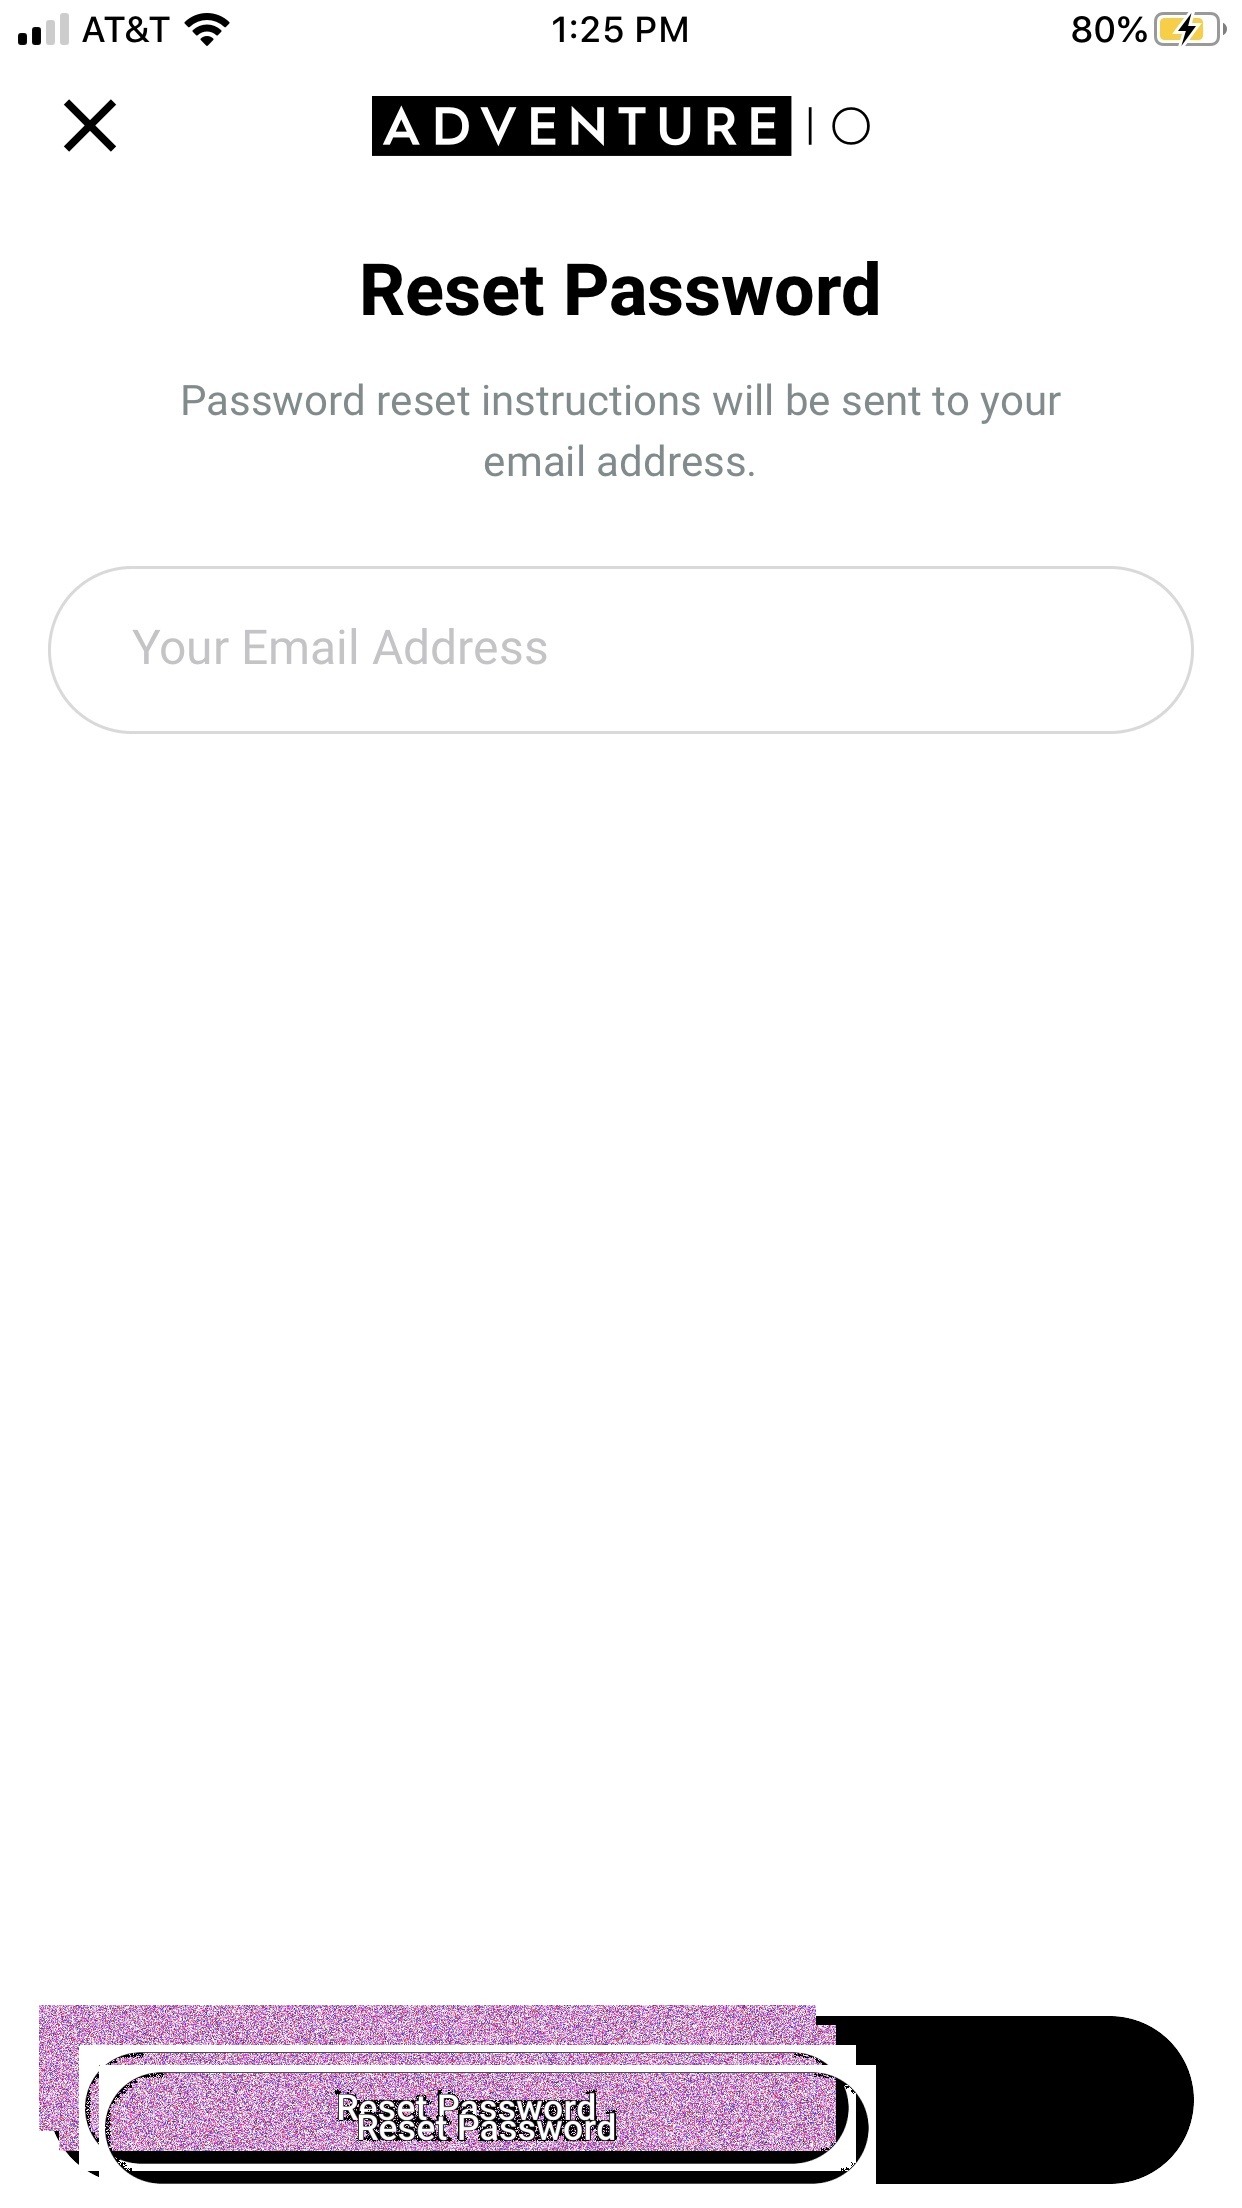 AT&T 1:25 PM 80%
ADVENTURE | O
Reset Password
Password reset instructions will be sent to your
email address.
Your Email Address
Reset Password
Reset Password